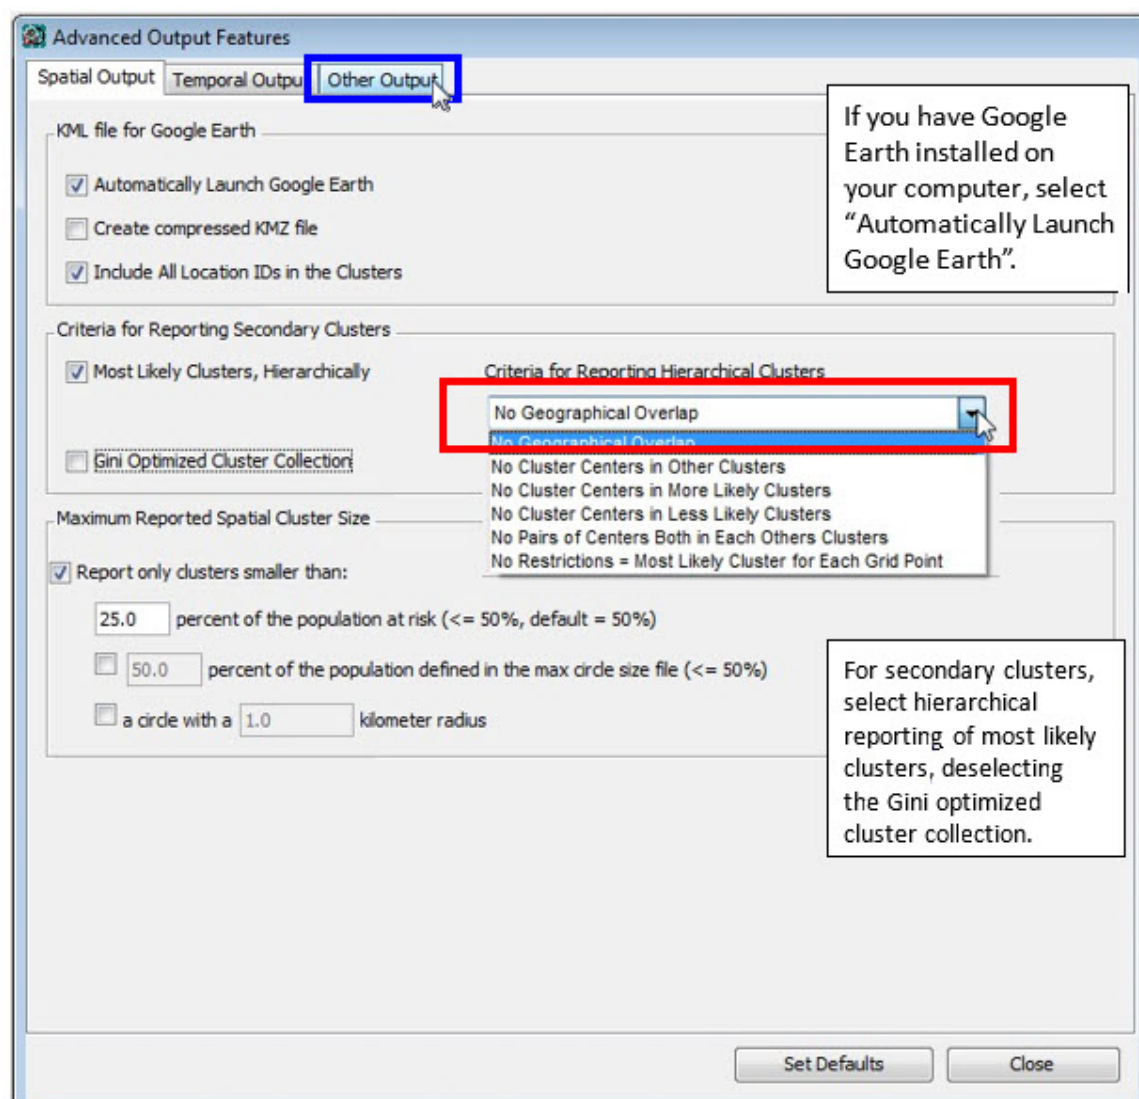 Advanced Output Features
Spatial Output Temporal Outpu Other Output
KML file for Google Earth
Automatically Launch Google Earth
Create compressed KMZ file
Include All Location IDs in the Clusters
If you have Google
Earth installed on
your computer, select
“Automatically Launch
Google Earth”.
Criteria for Reporting Secondary Clusters
Most Likely Clusters, Hierarchically
Gini Optimized Cluster Collection
Criteria for Reporting Hierarchical Clusters
No Geographical Overlap
No Geographical Overlap
No Cluster Centers in Other Clusters
No Cluster Centers in More Likely Clusters
No Cluster Centers in Less Likely Clusters
No Pairs of Centers Both in Each Others Clusters
No Restrictions = Most Likely Cluster for Each Grid Point
Maximum Reported Spatial Cluster Size
Report only clusters smaller than:
25.0 percent of the population at risk (<= 50%, default = 50%)
50.0 percent of the population defined in the max circle size file (<= 50%)
a circle with a 1.0 kilometer radius
For secondary clusters,
select hierarchical
reporting of most likely
clusters, deselecting
the Gini optimized
cluster collection.
Set Defaults Close